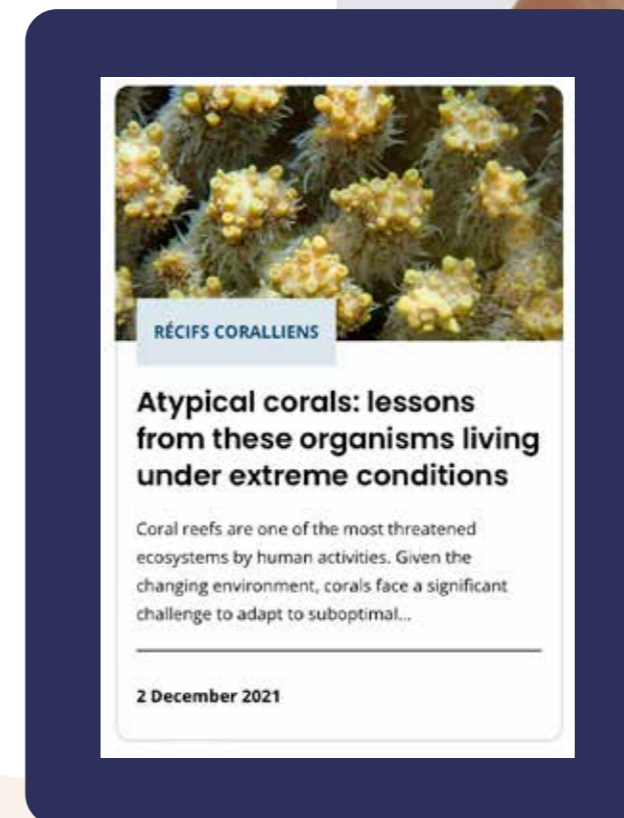 RÉCIFS CORALLIENS
Atypical corals: lessons
from these organisms living
under extreme conditions
Coral reefs are one of the most threatened
ecosystems by human activities. Given the
changing environment, corals face a significant
challenge to adapt to suboptimal...
2 December 2021